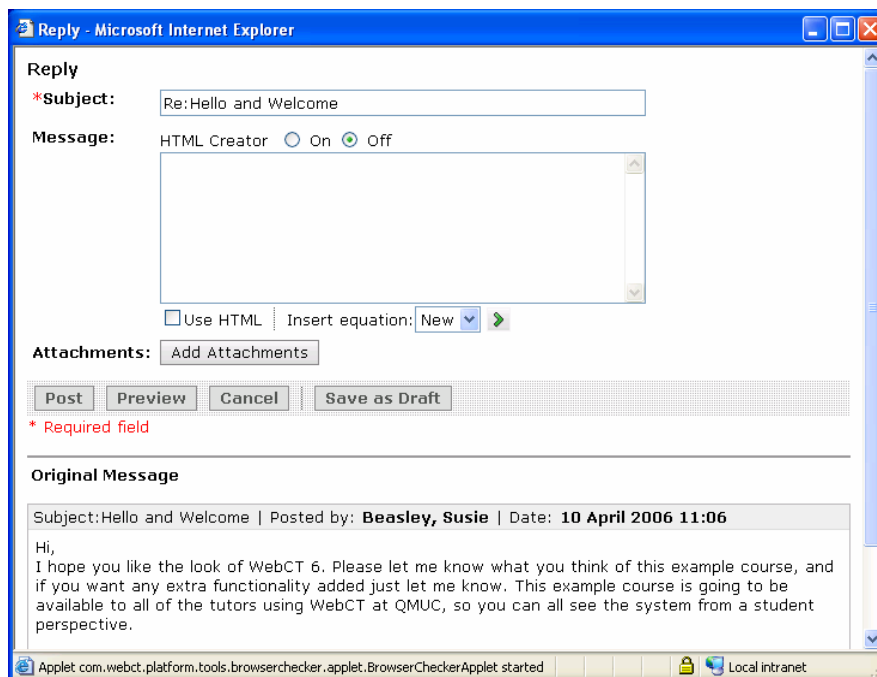 Reply - Microsoft Internet Explorer
Reply
*Subject:
Re:Hello and Welcome
Message:
HTML Creator On Off
Use HTML Insert equation: New
Attachments: Add Attachments
Post Preview Cancel Save as Draft
* Required field
Original Message
Subject:Hello and Welcome | Posted by: Beasley, Susie | Date: 10 April 2006 11:06
Hi,
I hope you like the look of WebCT 6. Please let me know what you think of this example course, and
if you want any extra functionality added just let me know. This example course is going to be
available to all of the tutors using WebCT at QMUC, so you can all see the system from a student
perspective.
Applet com.webct.platform.tools.browserchecker.applet.BrowserCheckerApplet started Local intranet